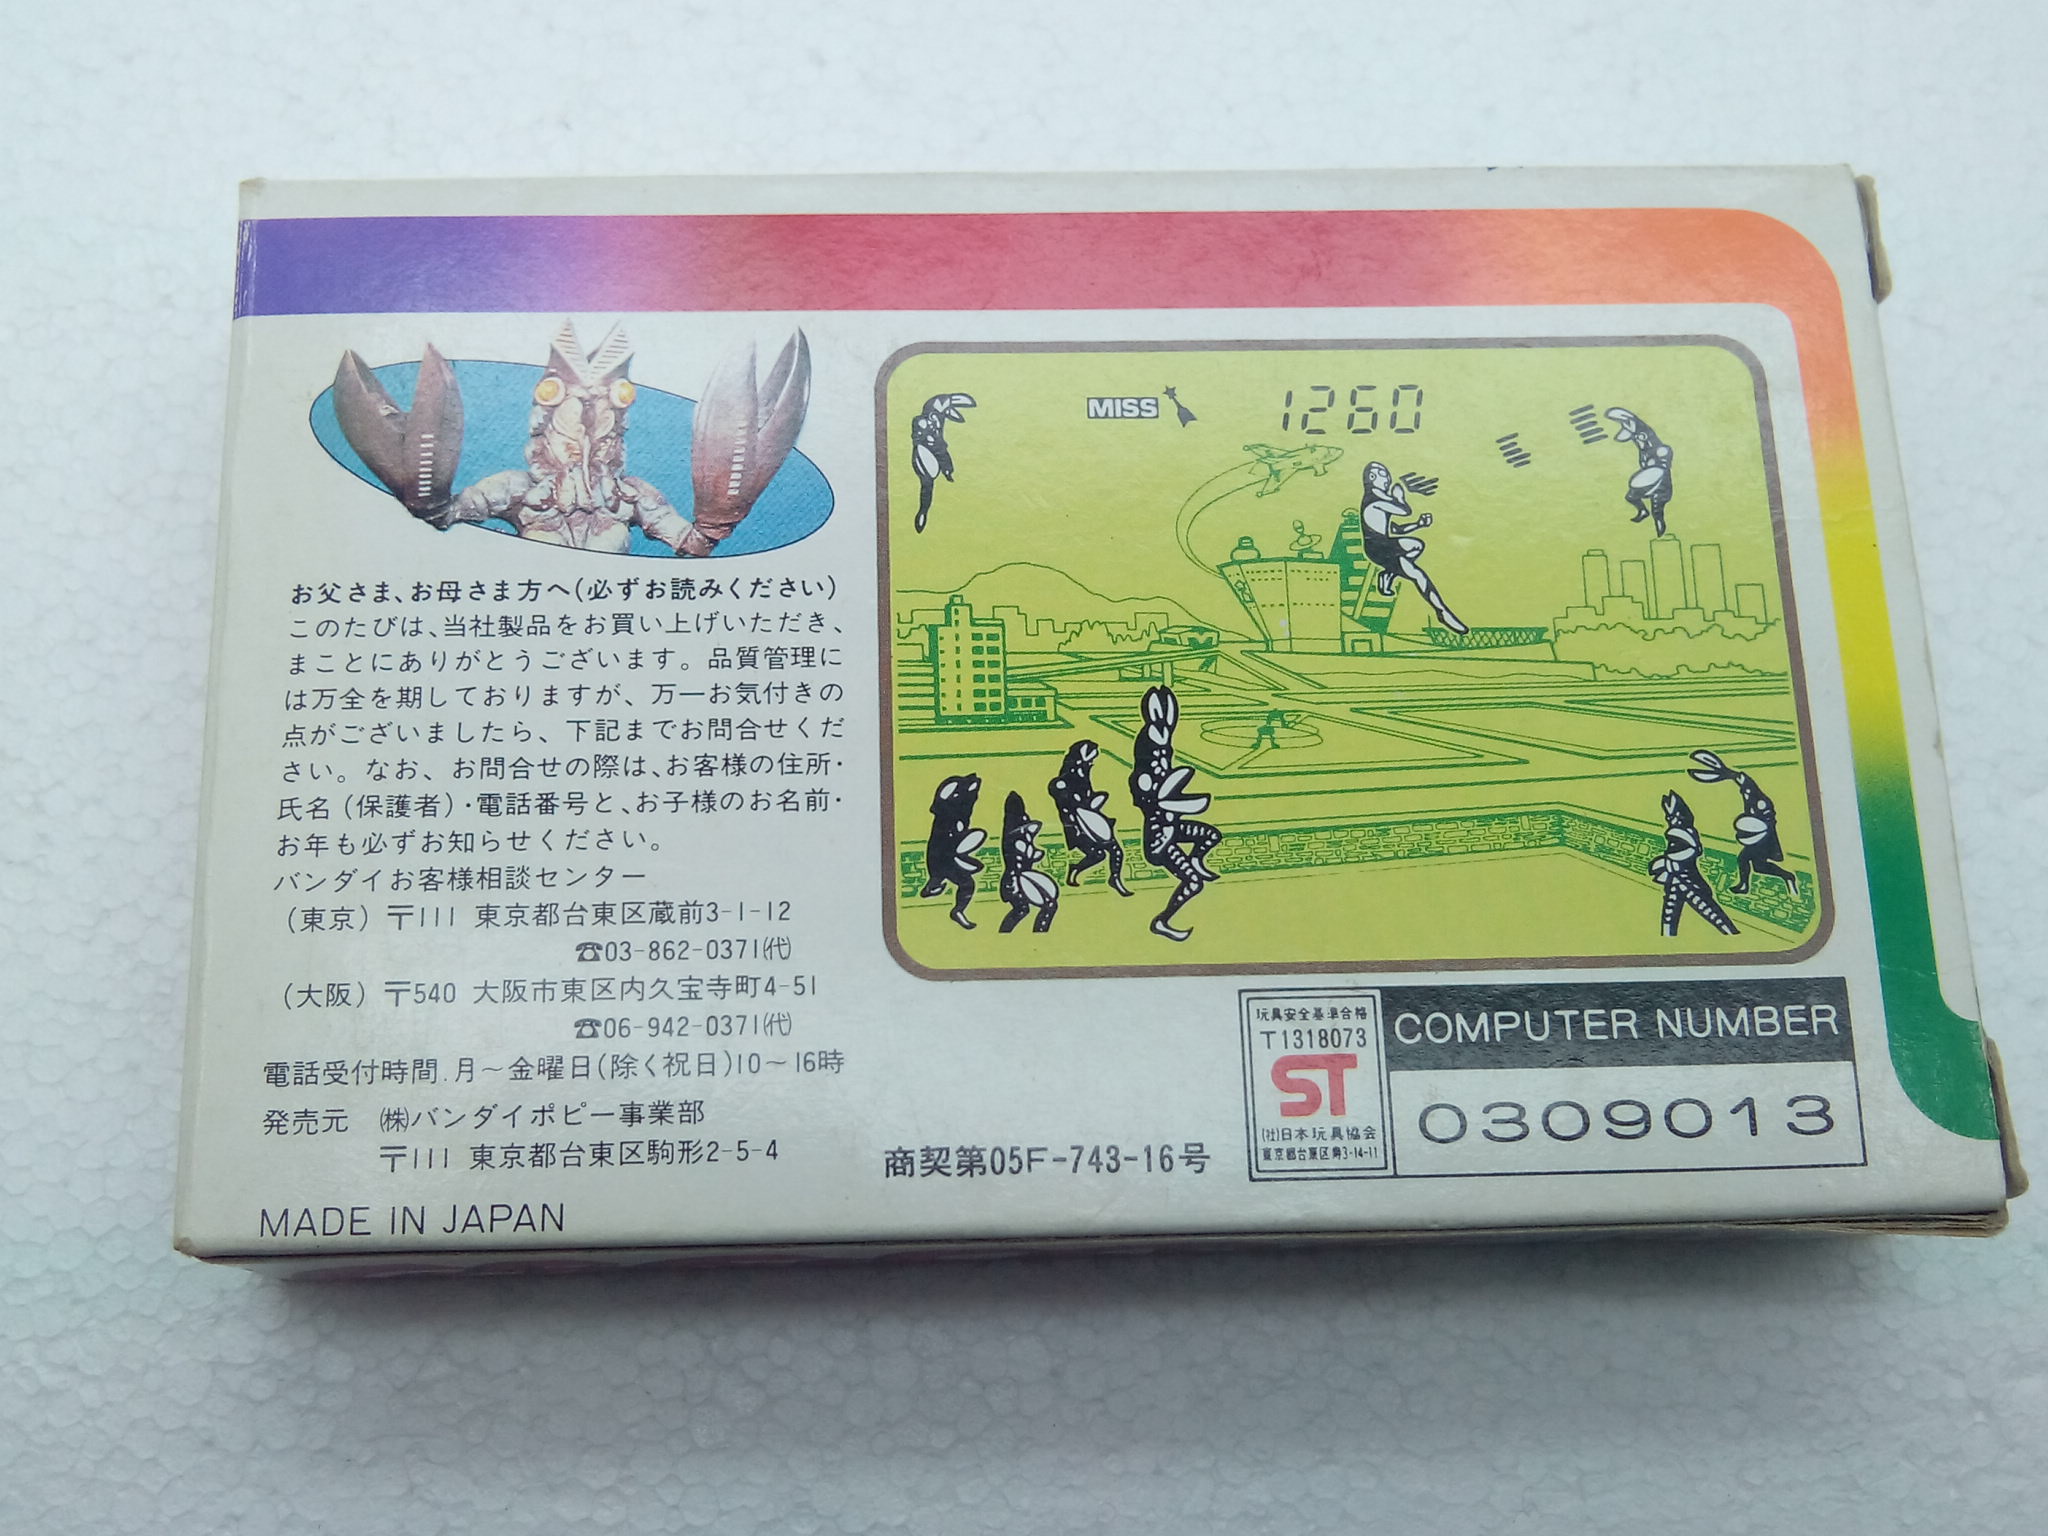 お父さま、お母さま方へ(必ずお読みください)
このたびは、当社製品をお買い上げいただき、
まことにありがとうございます。品質管理に
は万全を期しておりますが、万一お気付きの
点がございましたら、下記までお問合せくだ
さい。なお、お問合せの際は、お客様の住所・
氏名(保護者)・電話番号と、お子様のお名前・
お年も必ずお知らせください。
バンダイお客様相談センター
(東京)〒111 東京都台東区蔵前3-1-12
☎03-862-0371㈹
(大阪)〒540 大阪市東区内久宝寺町4-51
☎06-942-0371㈹
電話受付時間.月～金曜日(除く祝日)10～16時
発売元 ㈱バンダイポピー事業部
〒111 東京都台東区駒形2-5-4
MADE IN JAPAN
MISS
1260
商契第05F-743-16号
玩具安全基準合格
T1318073
ST
(社)日本玩具協会
東京都台東区寿3-14-11
COMPUTER NUMBER
0309013